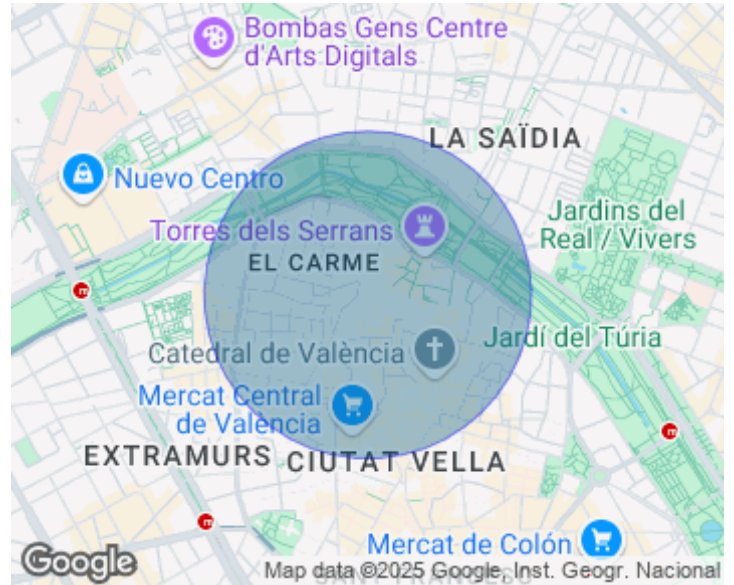 Bombas Gens Centre
d'Arts Digitals
LA SAÏDIA
Nuevo Centro
Jardins del
Real / Vivers
Torres dels Serrans
EL CARME
Jardí del Túria
Catedral de València
Mercat Central
de València
EXTRAMURS
CIUTAT VELLA
Mercat de Colón
Google
Map data ©2025 Google, Inst. Geogr. Nacional